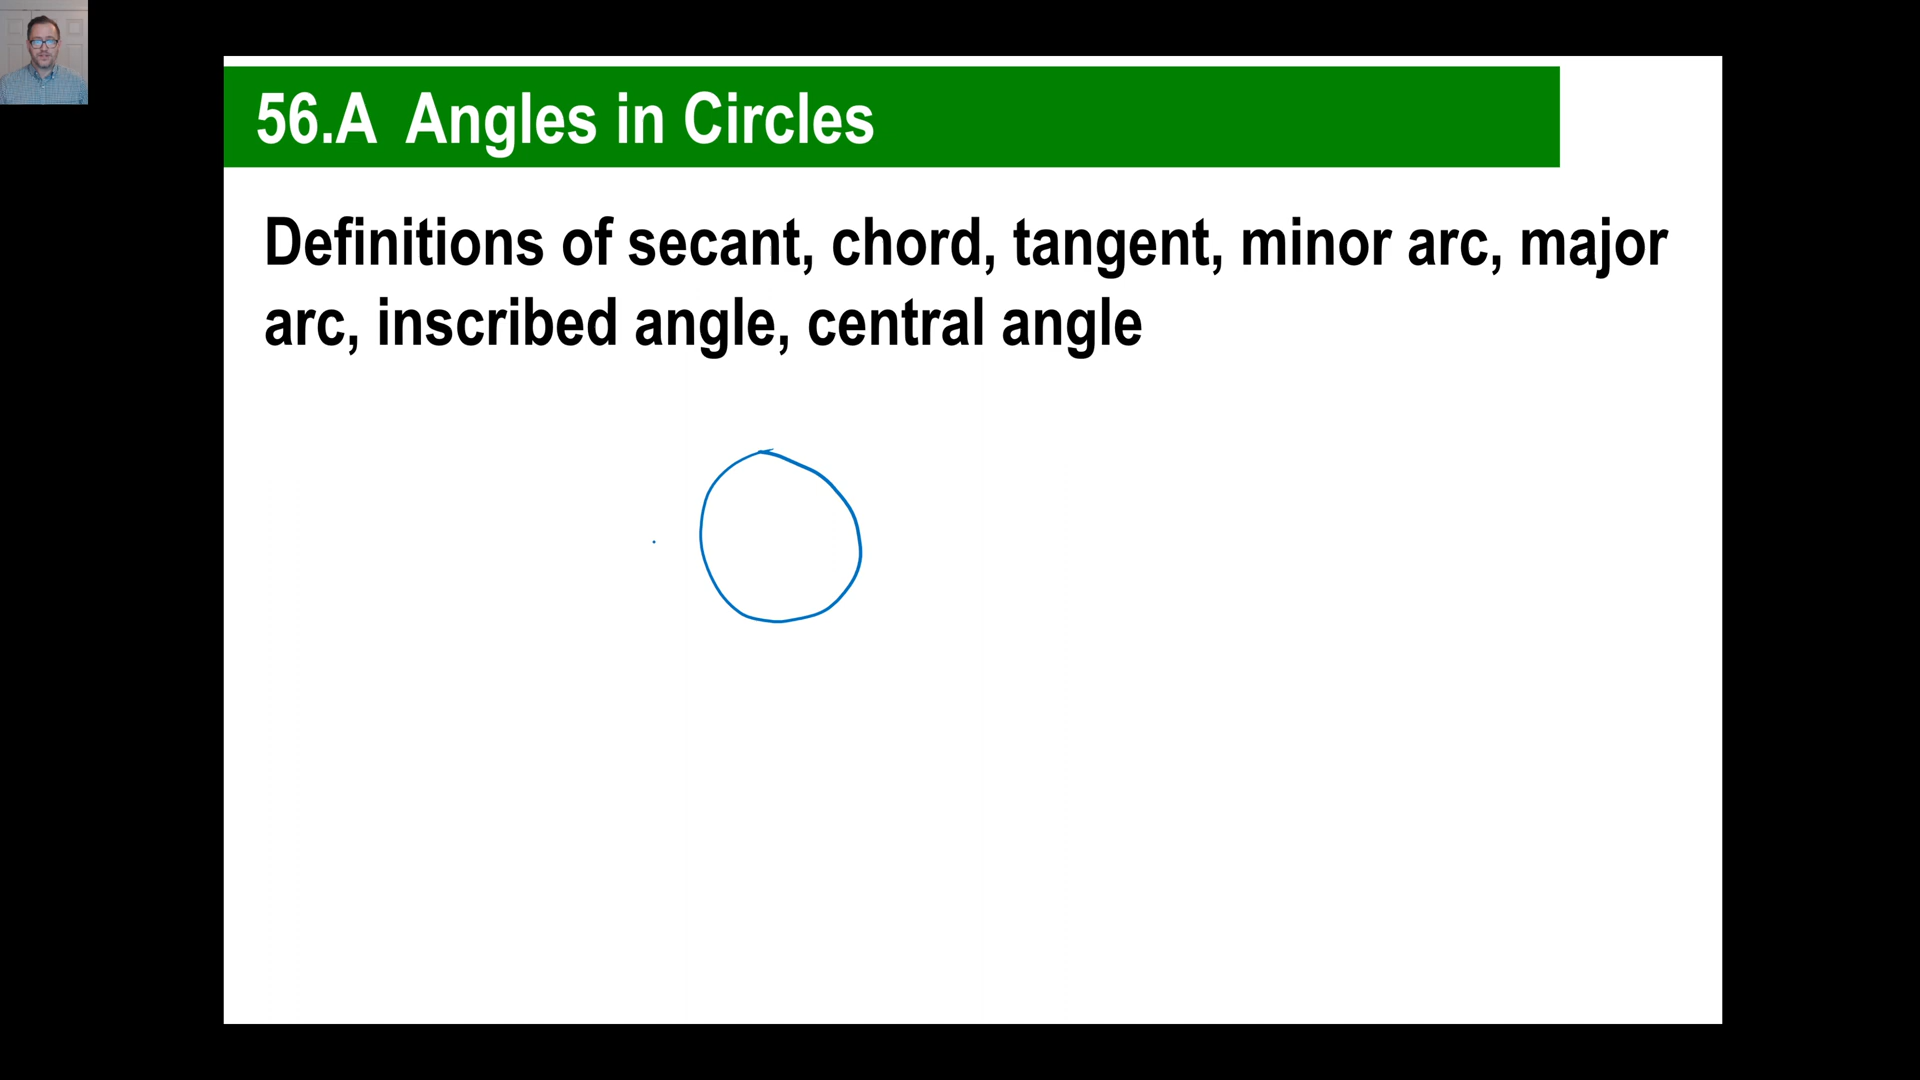 56.A Angles in Circles
Definitions of secant, chord, tangent, minor arc, major
arc, inscribed angle, central angle